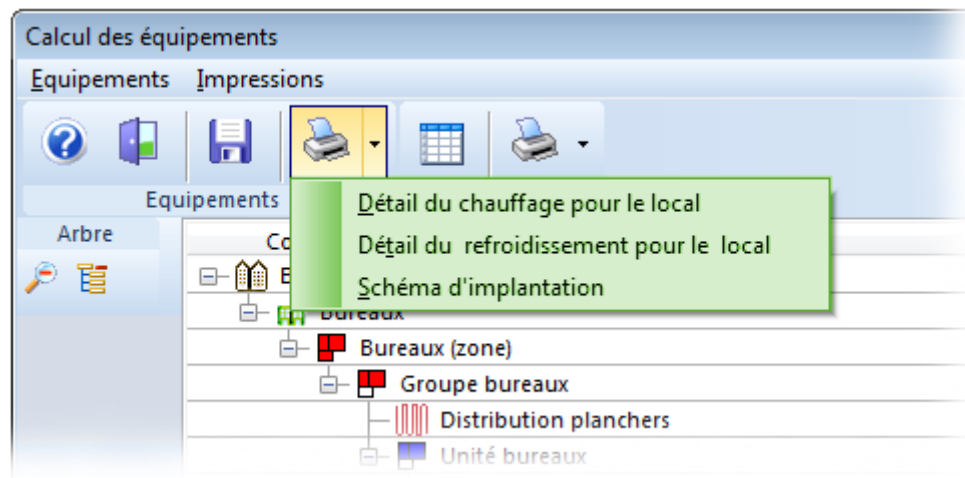 Calcul des équipements
Equipements Impressions
Equipements
Détail du chauffage pour le local
Détail du refroidissement pour le local
Schéma d'implantation
Arbre
Bureaux
Bureaux (zone)
Groupe bureaux
Distribution planchers
Unité bureaux